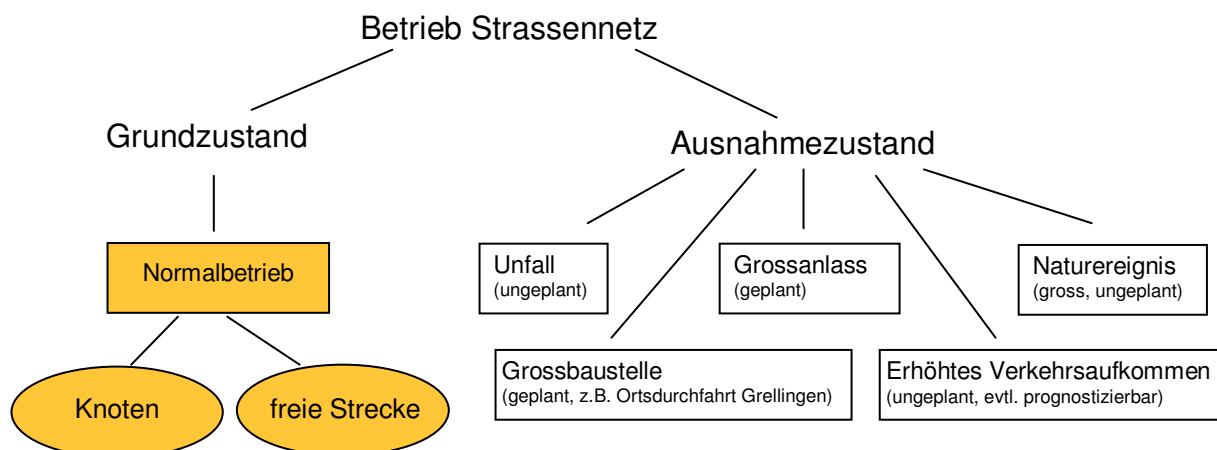 Betrieb Strassennetz
Grundzustand
Ausnahmezustand
Normalbetrieb
Unfall
(ungeplant)
Grossanlass
(geplant)
Naturereignis
(gross, ungeplant)
Knoten
freie Strecke
Grossbaustelle
(geplant, z.B. Ortsdurchfahrt Grellingen)
Erhöhtes Verkehrsaufkommen
(ungeplant, evtl. prognostizierbar)